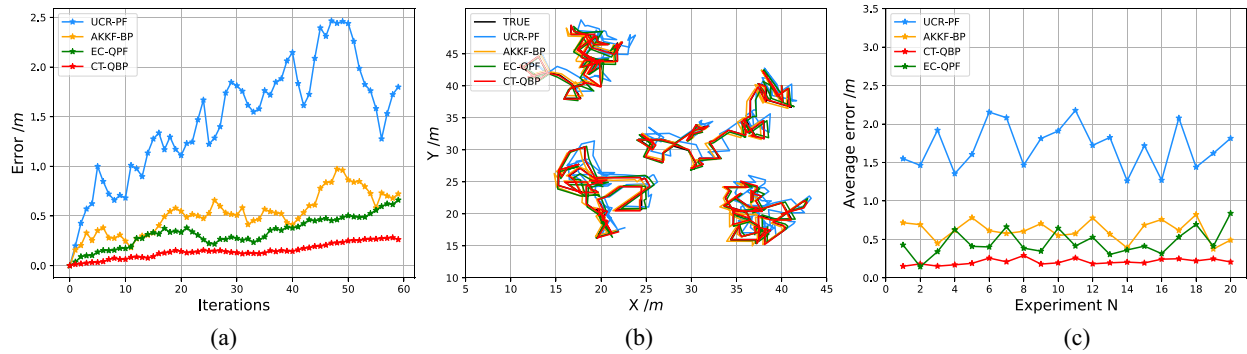 UCR-PF
AKKF-BP
EC-QPF
CT-QBP
Error /m
2.5
2.0
1.5
1.0
0.5
0.0
0 10 20 30 40 50 60
Iterations
(a)
TRUE
UCR-PF
AKKF-BP
EC-QPF
CT-QBP
Y /m
45
40
35
30
25
20
15
10
5 10 15 20 25 30 35 40 45
X /m
(b)
UCR-PF
AKKF-BP
CT-QBP
EC-QPF
Average error /m
3.5
3.0
2.5
2.0
1.5
1.0
0.5
0.0
0 2 4 6 8 10 12 14 16 18 20
Experiment N
(c)